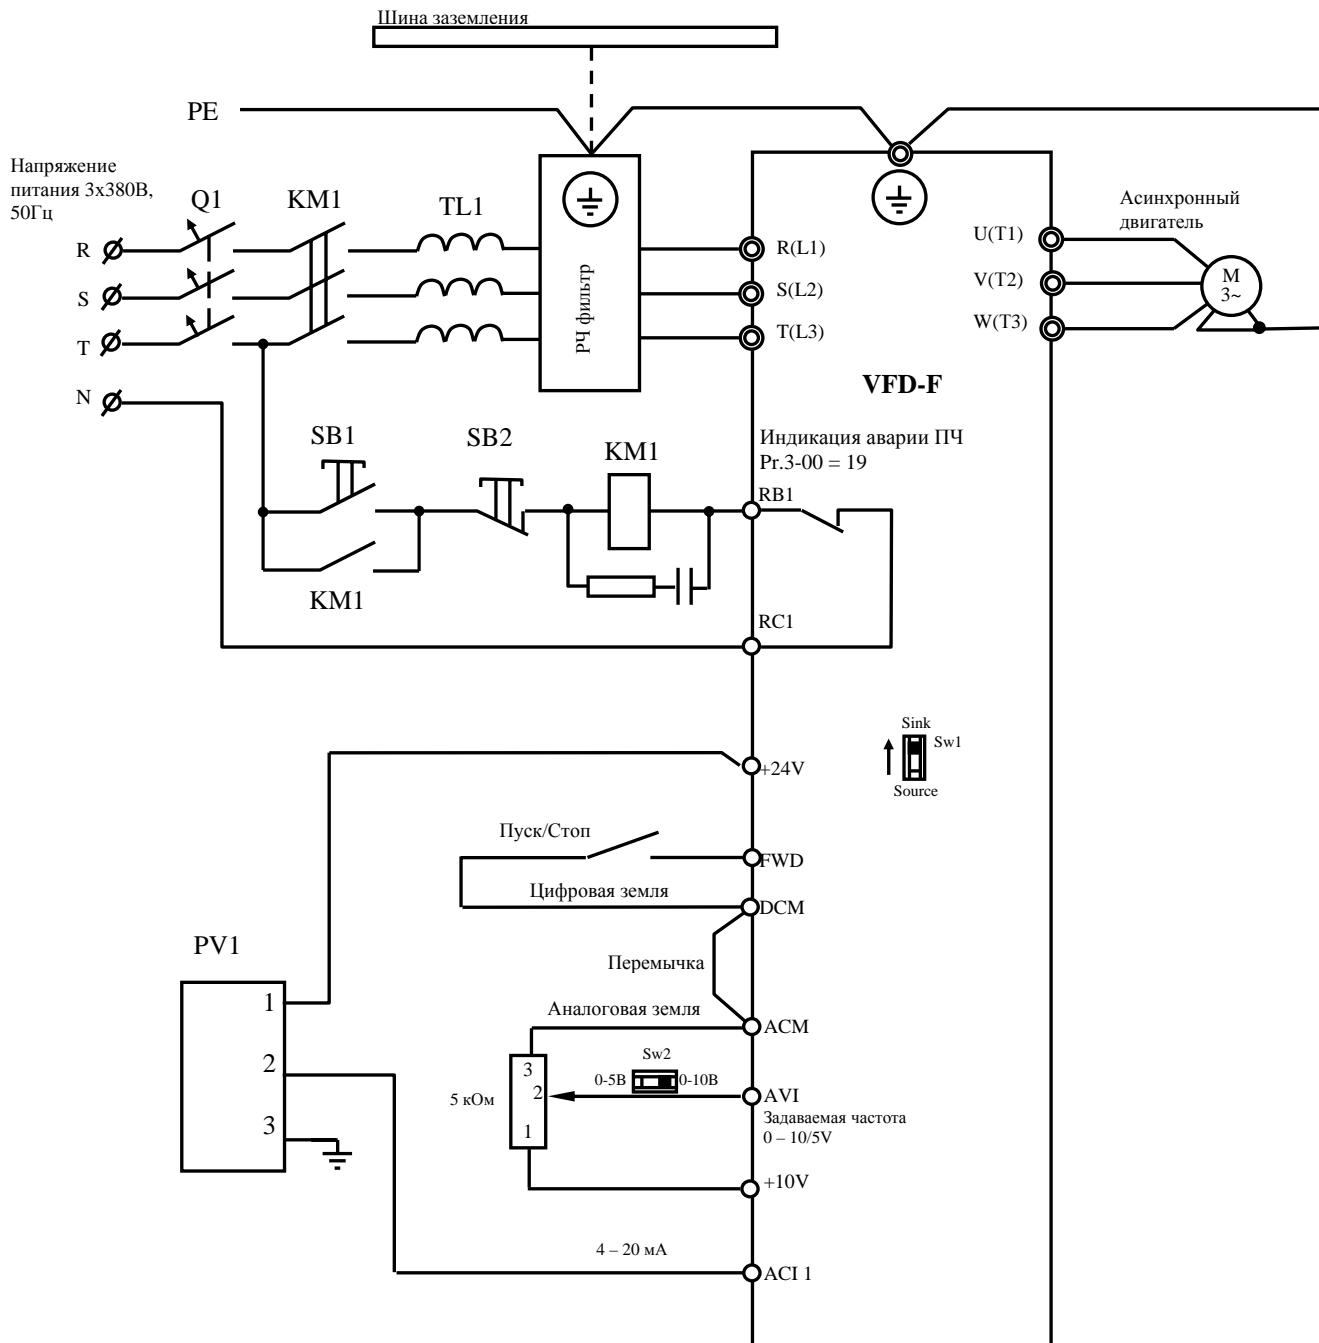 Шина заземления
PE
Напряжение
питания 3х380В,
50Гц
Q1
KM1
TL1
Асинхронный
двигатель
R
S
T
N
РЧ фильтр
R(L1)
S(L2)
T(L3)
U(T1)
V(T2)
W(T3)
M
3~
VFD-F
SB1
SB2
KM1
KM1
Индикация аварии ПЧ
Pr.3-00 = 19
RB1
RC1
Sink
Sw1
Source
+24V
Пуск/Стоп
FWD
Цифровая земля
DCM
PV1
1
2
3
Перемычка
Аналоговая земля
ACM
Sw2
3
2
1
5 кОм
0-5В
0-10В
AVI
Задаваемая частота
0 – 10/5V
+10V
4 – 20 мА
ACI 1